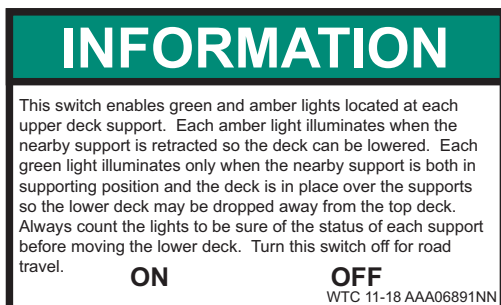 INFORMATION
This switch enables green and amber lights located at each
upper deck support.  Each amber light illuminates when the
nearby support is retracted so the deck can be lowered.  Each
green light illuminates only when the nearby support is both in
supporting position and the deck is in place over the supports
so the lower deck may be dropped away from the top deck.
Always count the lights to be sure of the status of each support
before moving the lower deck.  Turn this switch off for road
travel.
ON OFF
WTC 11-18 AAA06891NN